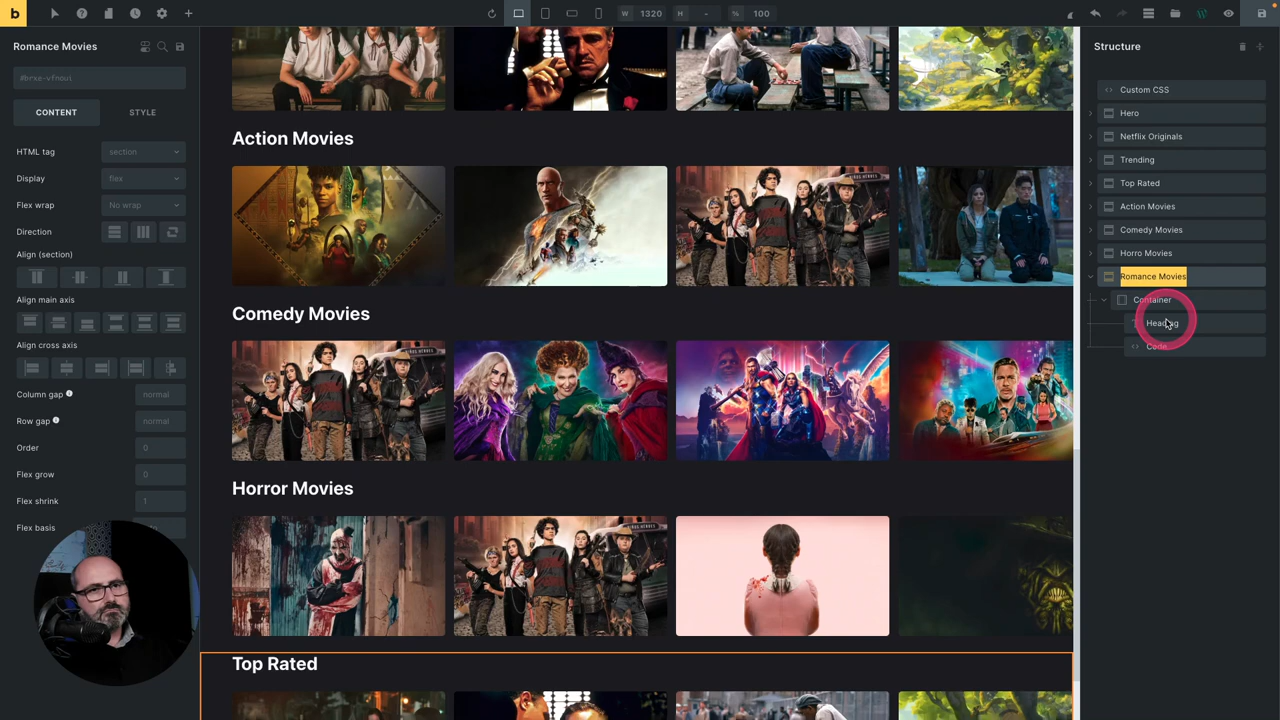 b
W 1320 H - % 100
Romance Movies
#brxe-vfnoui
CONTENT STYLE
HTML tag section
Display flex
Flex wrap No wrap
Direction
Align (section)
Align main axis
Align cross axis
Column gap normal
Row gap normal
Order 0
Flex grow 0
Flex shrink 1
Flex basis
Action Movies
Comedy Movies
Horror Movies
Top Rated
Structure
Custom CSS
Hero
Netflix Originals
Trending
Top Rated
Action Movies
Comedy Movies
Horro Movies
Romance Movies
Container
Heading
Code